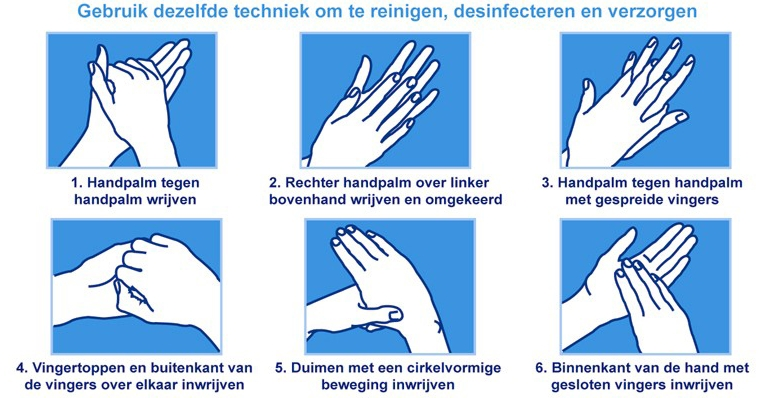 Gebruik dezelfde techniek om te reinigen, desinfecteren en verzorgen
1. Handpalm tegen
handpalm wrijven
2. Rechter handpalm over linker
bovenhand wrijven en omgekeerd
3. Handpalm tegen handpalm
met gespreide vingers
4. Vingertoppen en buitenkant van
de vingers over elkaar inwrijven
5. Duimen met een cirkelvormige
beweging inwrijven
6. Binnenkant van de hand met
gesloten vingers inwrijven